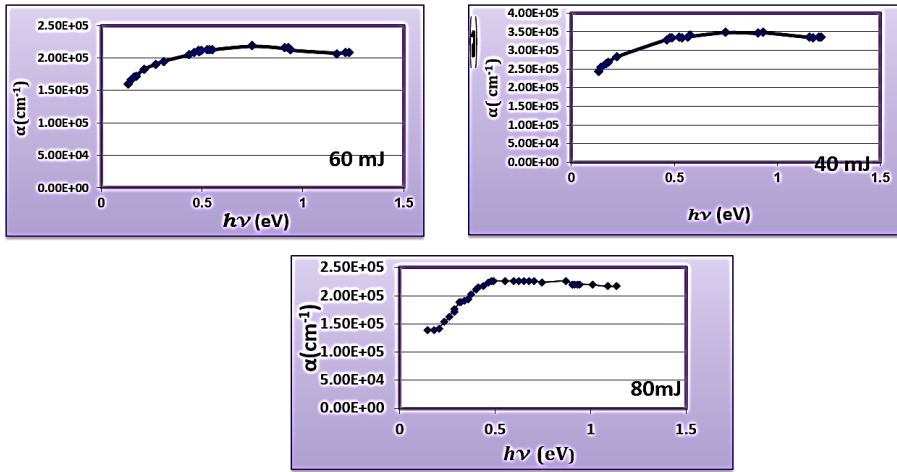 2.50E+05
2.00E+05
1.50E+05
1.00E+05
5.00E+04
0.00E+00
α(cm⁻¹)
60 mJ
0 0.5 1 1.5
hν (eV)
4.00E+05
3.50E+05
3.00E+05
2.50E+05
2.00E+05
1.50E+05
1.00E+05
5.00E+04
0.00E+00
α( cm⁻¹)
40 mJ
0 0.5 1 1.5
hν (eV)
2.50E+05
2.00E+05
1.50E+05
1.00E+05
5.00E+04
0.00E+00
α(cm⁻¹)
80mJ
0 0.5 1 1.5
hν (eV)